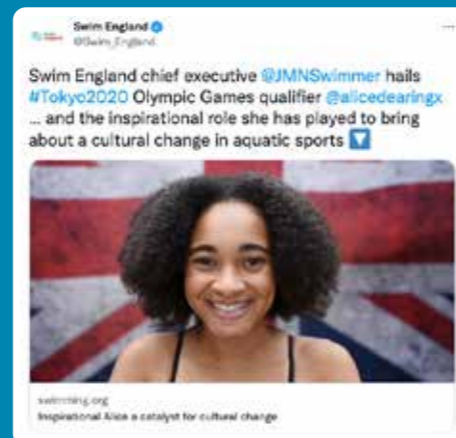 Swim England
@Swim_England
Swim England chief executive @JMNSwimmer hails
#Tokyo2020 Olympic Games qualifier @alicedearingx
... and the inspirational role she has played to bring
about a cultural change in aquatic sports
swimming.org
Inspirational Alice a catalyst for cultural change